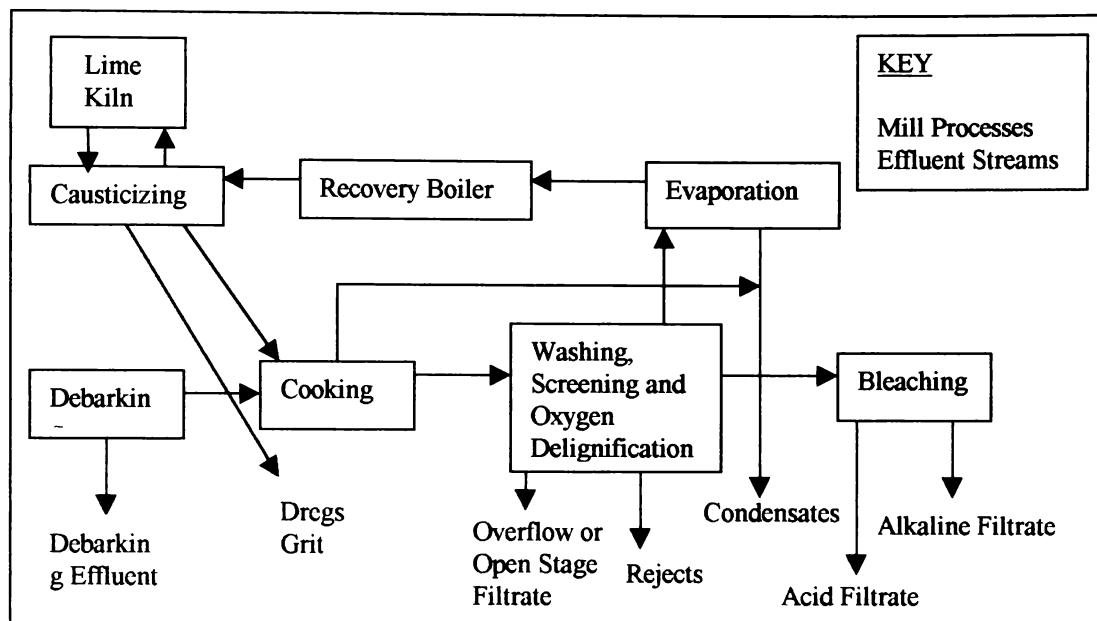 Lime
Kiln
KEY
Mill Processes
Effluent Streams
Causticizing
Recovery Boiler
Evaporation
Debarkin
Cooking
Washing,
Screening and
Oxygen
Delignification
Bleaching
Debarkin
g Effluent
Dregs
Grit
Overflow or
Open Stage
Filtrate
Rejects
Condensates
Acid Filtrate
Alkaline Filtrate